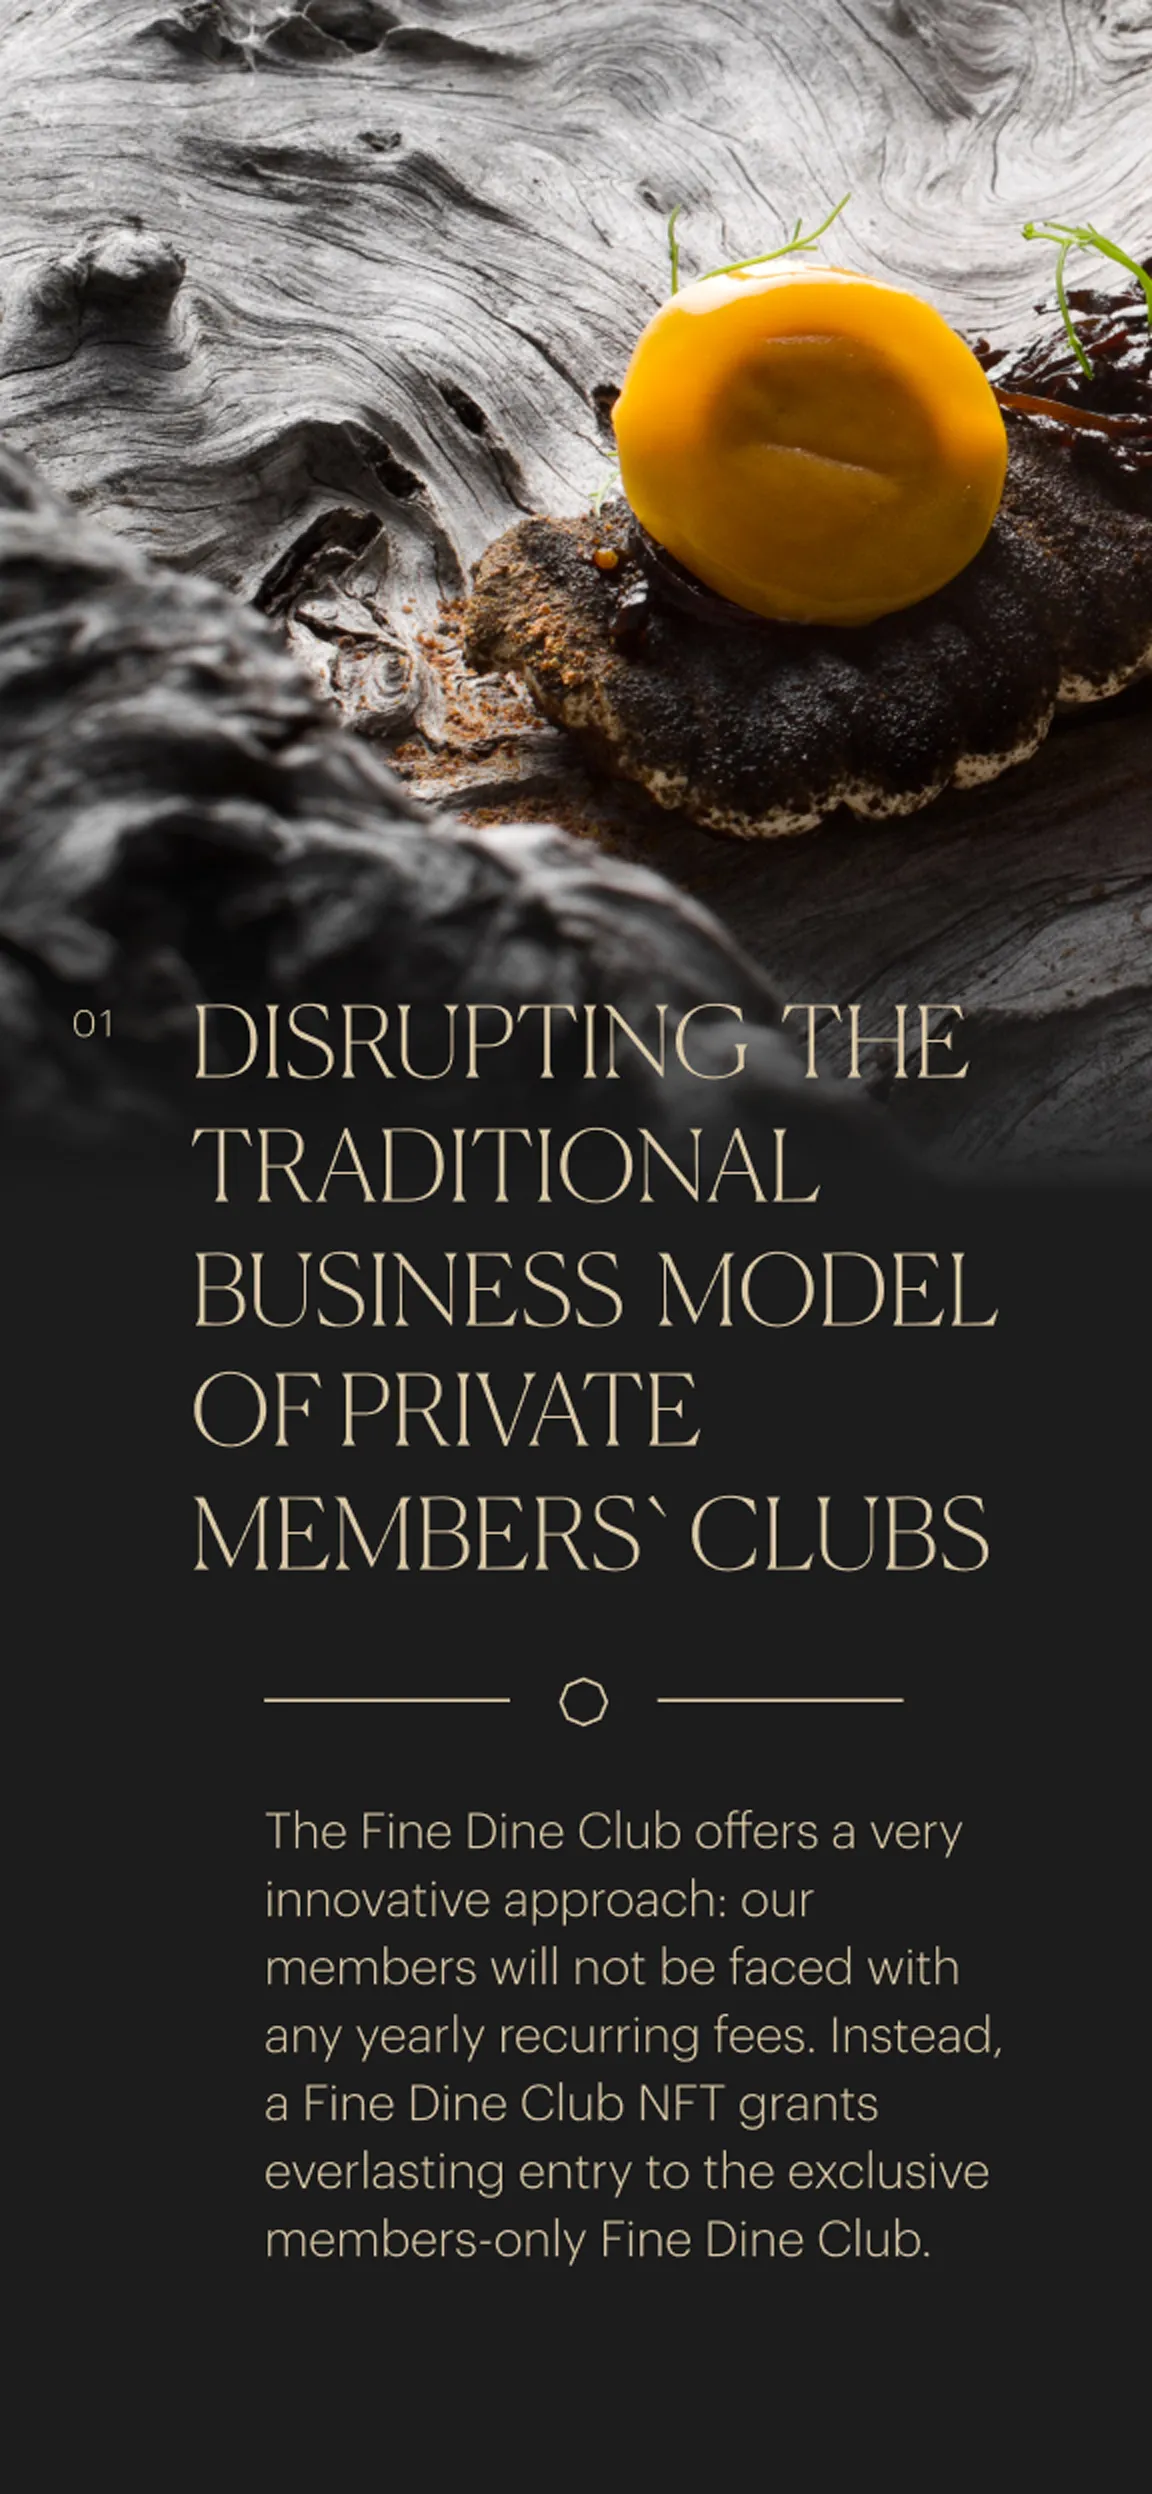 01
DISRUPTING THE
TRADITIONAL
BUSINESS MODEL
OF PRIVATE
MEMBERS` CLUBS
The Fine Dine Club offers a very
innovative approach: our
members will not be faced with
any yearly recurring fees. Instead,
a Fine Dine Club NFT grants
everlasting entry to the exclusive
members-only Fine Dine Club.